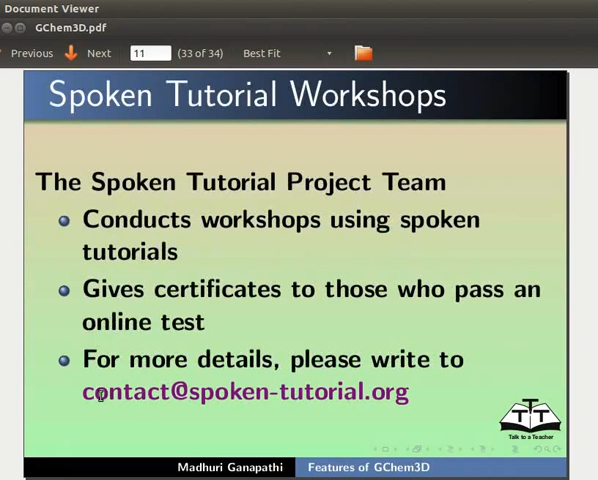 Document Viewer
GChem3D.pdf
Previous Next 11 (33 of 34) Best Fit
Spoken Tutorial Workshops
The Spoken Tutorial Project Team
Conducts workshops using spoken
tutorials
Gives certificates to those who pass an
online test
For more details, please write to
contact@spoken-tutorial.org
Talk to a Teacher
Madhuri Ganapathi Features of GChem3D